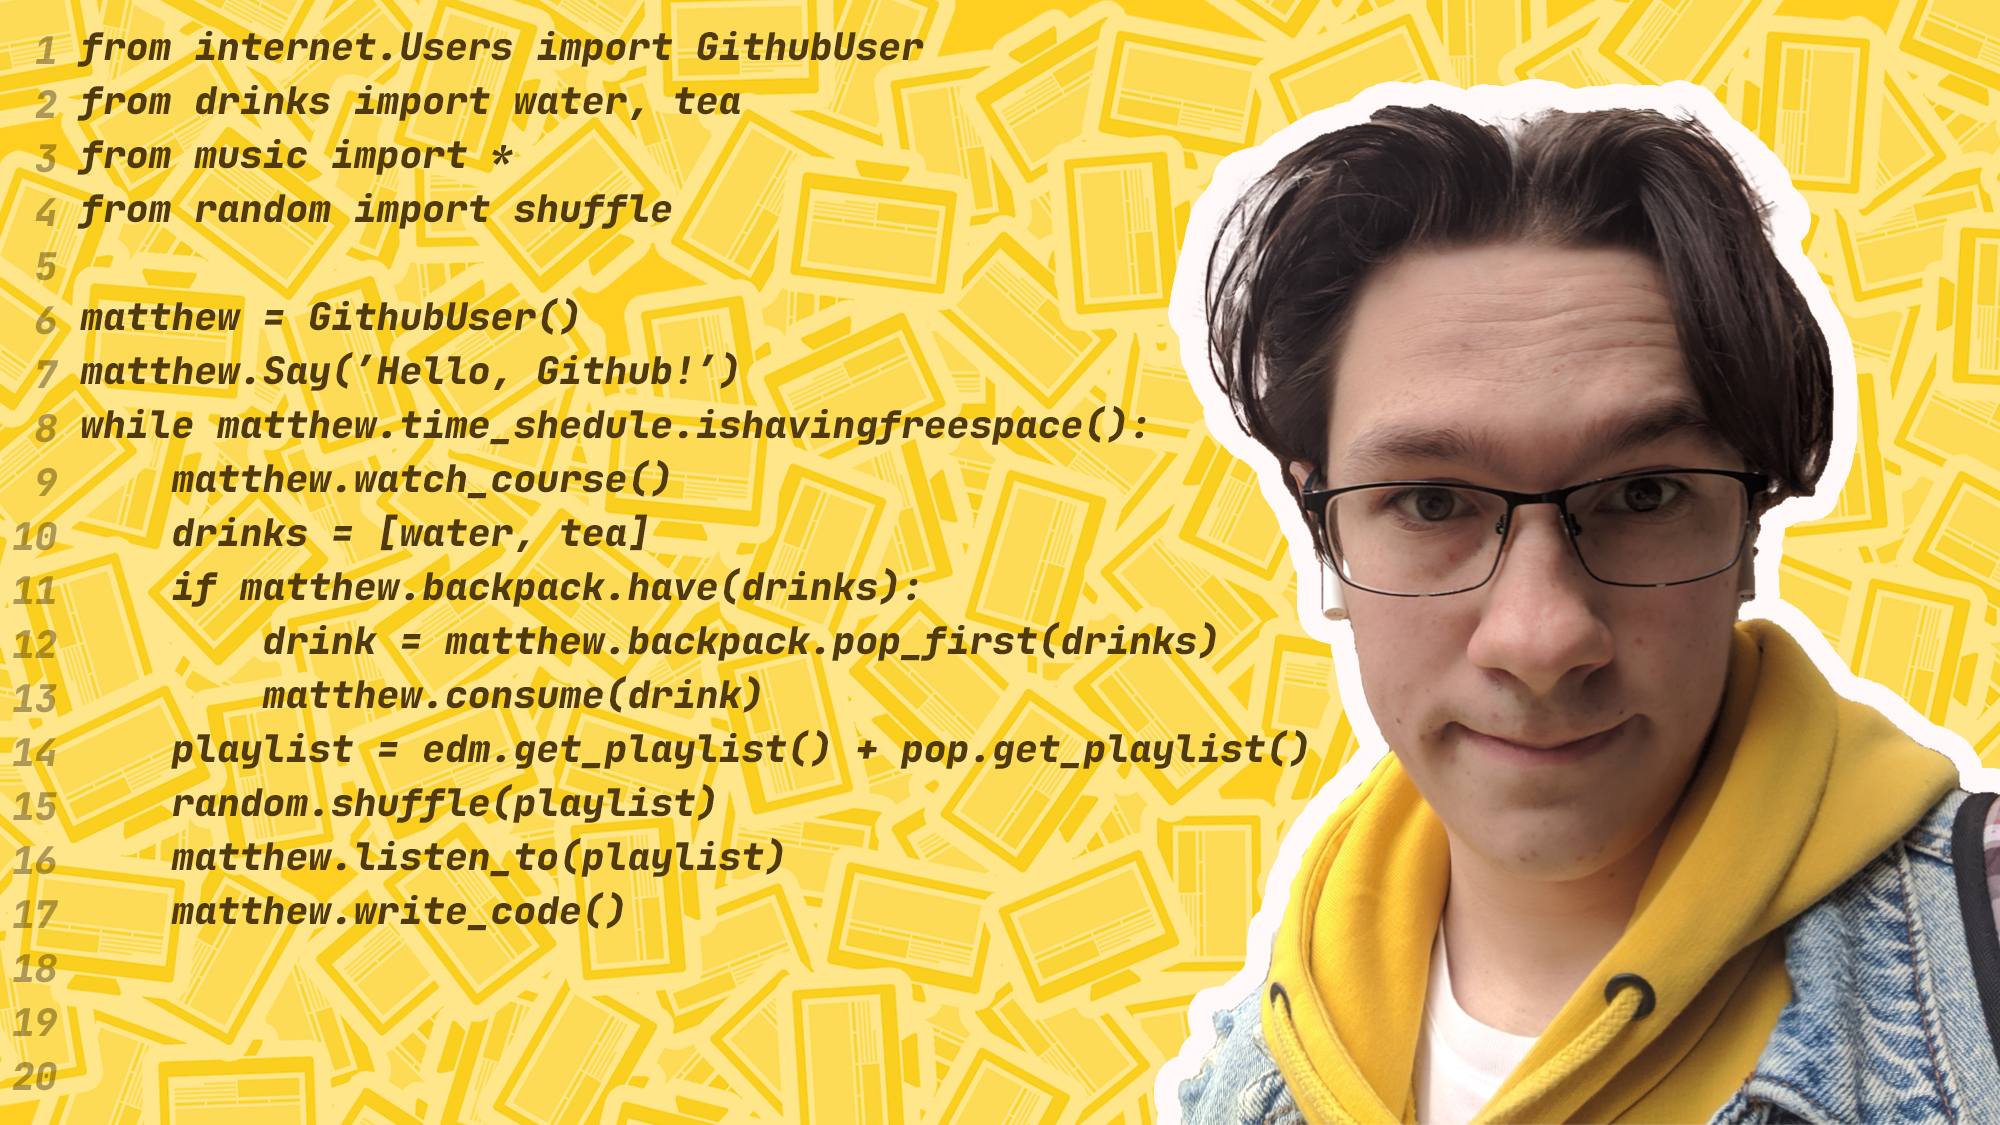 1 from internet.Users import GithubUser
2 from drinks import water, tea
3 from music import *
4 from random import shuffle
5
6 matthew = GithubUser()
7 matthew.Say(’Hello, Github!’)
8 while matthew.time_shedule.ishavingfreespace():
9     matthew.watch_course()
10     drinks = [water, tea]
11     if matthew.backpack.have(drinks):
12         drink = matthew.backpack.pop_first(drinks)
13         matthew.consume(drink)
14     playlist = edm.get_playlist() + pop.get_playlist()
15     random.shuffle(playlist)
16     matthew.listen_to(playlist)
17     matthew.write_code()
18
19
20